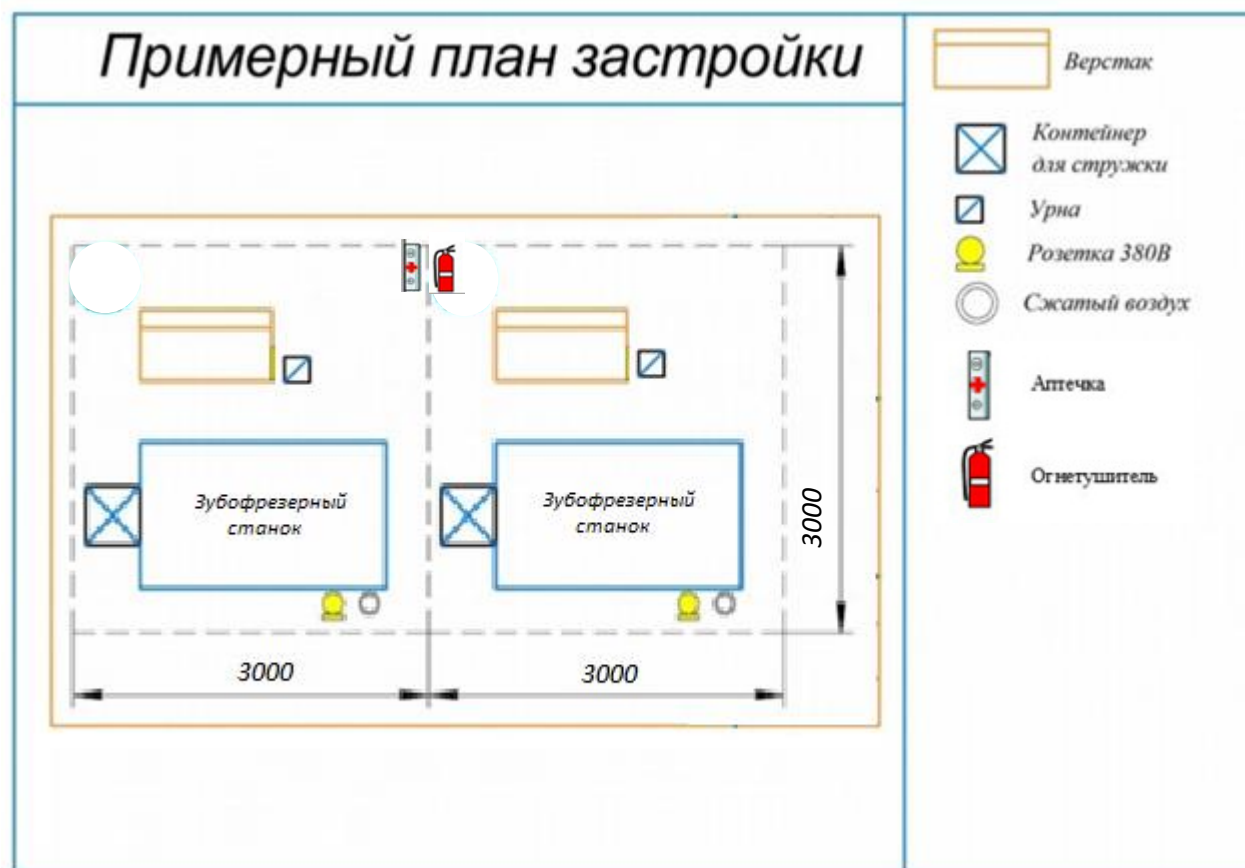 Примерный план застройки
Верстак
Контейнер
для стружки
Урна
Розетка 380В
Сжатый воздух
Аптечка
Огнетушитель
Зубофрезерный
станок
Зубофрезерный
станок
3000
3000
3000